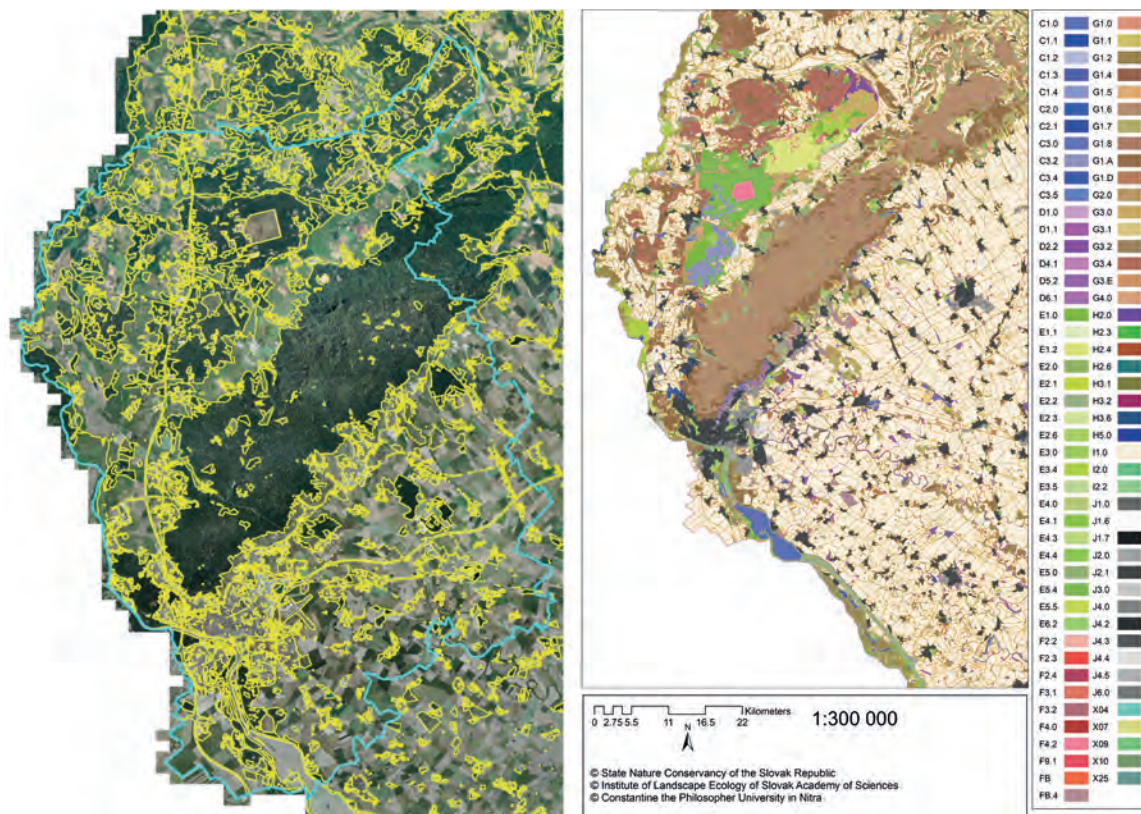 C1.0 G1.0
C1.1 G1.1
C1.2 G1.2
C1.3 G1.4
C1.4 G1.5
C2.0 G1.6
C2.1 G1.7
C3.0 G1.8
C3.2 G1.A
C3.4 G1.D
C3.5 G2.0
D1.0 G3.0
D1.1 G3.1
D2.2 G3.2
D4.1 G3.4
D5.2 G3.E
D6.1 G4.0
E1.0 H2.0
E1.1 H2.3
E1.2 H2.4
E2.0 H2.6
E2.1 H3.1
E2.2 H3.2
E2.3 H3.6
E2.6 H5.0
E3.0 I1.0
E3.4 I2.0
E3.5 I2.2
E4.0 J1.0
E4.1 J1.6
E4.3 J1.7
E4.4 J2.0
E5.0 J2.1
E5.4 J3.0
E5.5 J4.0
E6.2 J4.2
F2.2 J4.3
F2.3 J4.4
F2.4 J4.5
F3.1 J6.0
F3.2 X04
F4.0 X07
F4.2 X09
F9.1 X10
FB X25
FB.4
Kilometers
0 2.75 5.5 11 16.5 22
1:300 000
N
© State Nature Conservancy of the Slovak Republic
© Institute of Landscape Ecology of Slovak Academy of Sciences
© Constantine the Philosopher University in Nitra